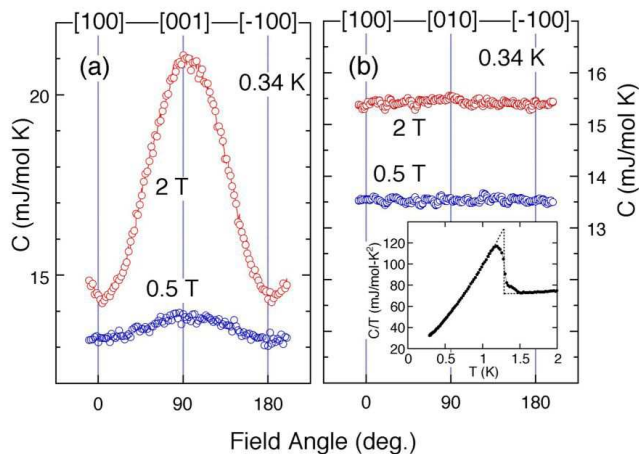 [100] [001] [-100] [100] [010] [-100]
(a) 0.34 K (b) 0.34 K
2 T
0.5 T
2 T
0.5 T
20
15
C (mJ/mol K)
16
15
14
13
C (mJ/mol K)
120
100
80
60
40
20
C/T (mJ/mol-K²)
0.5 1 1.5 2
T (K)
0 90 180 0 90 180
Field Angle (deg.)